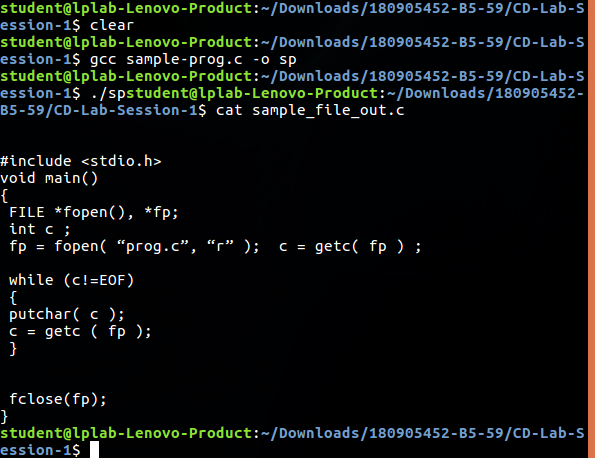 student@lplab-Lenovo-Product:~/Downloads/180905452-B5-59/CD-Lab-S
ession-1$ clear
student@lplab-Lenovo-Product:~/Downloads/180905452-B5-59/CD-Lab-S
ession-1$ gcc sample-prog.c -o sp
student@lplab-Lenovo-Product:~/Downloads/180905452-B5-59/CD-Lab-S
ession-1$ ./spstudent@lplab-Lenovo-Product:~/Downloads/180905452-
B5-59/CD-Lab-Session-1$ cat sample_file_out.c
#include <stdio.h>
void main()
{
FILE *fopen(), *fp;
int c ;
fp = fopen( “prog.c”, “r” );  c = getc( fp ) ;
while (c!=EOF)
{
putchar( c );
c = getc ( fp );
}
fclose(fp);
}
student@lplab-Lenovo-Product:~/Downloads/180905452-B5-59/CD-Lab-S
ession-1$